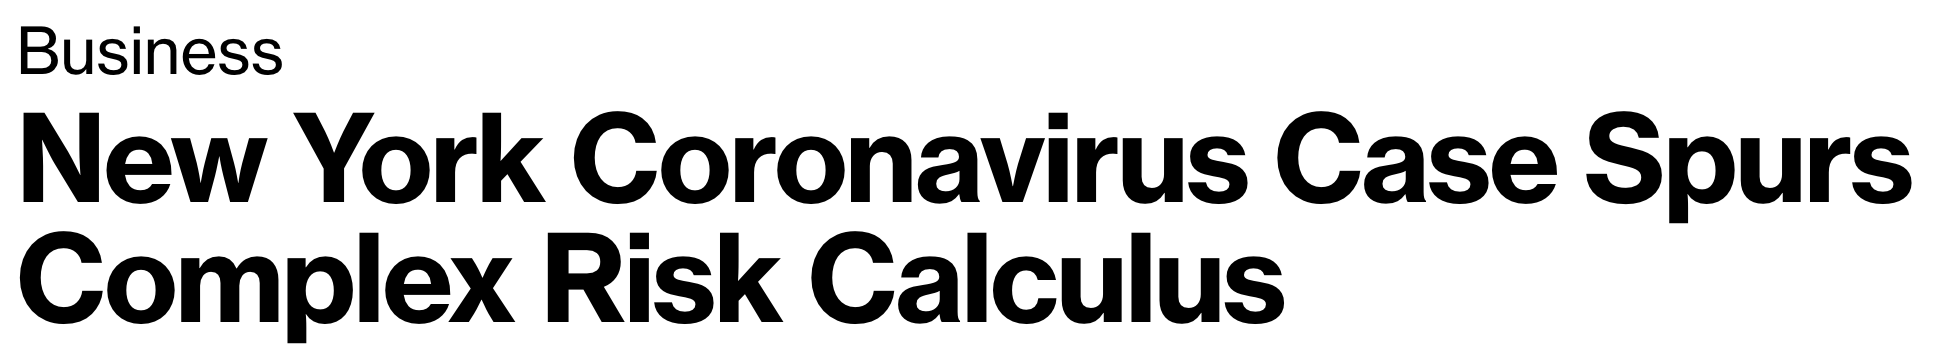 Business
New York Coronavirus Case Spurs
Complex Risk Calculus